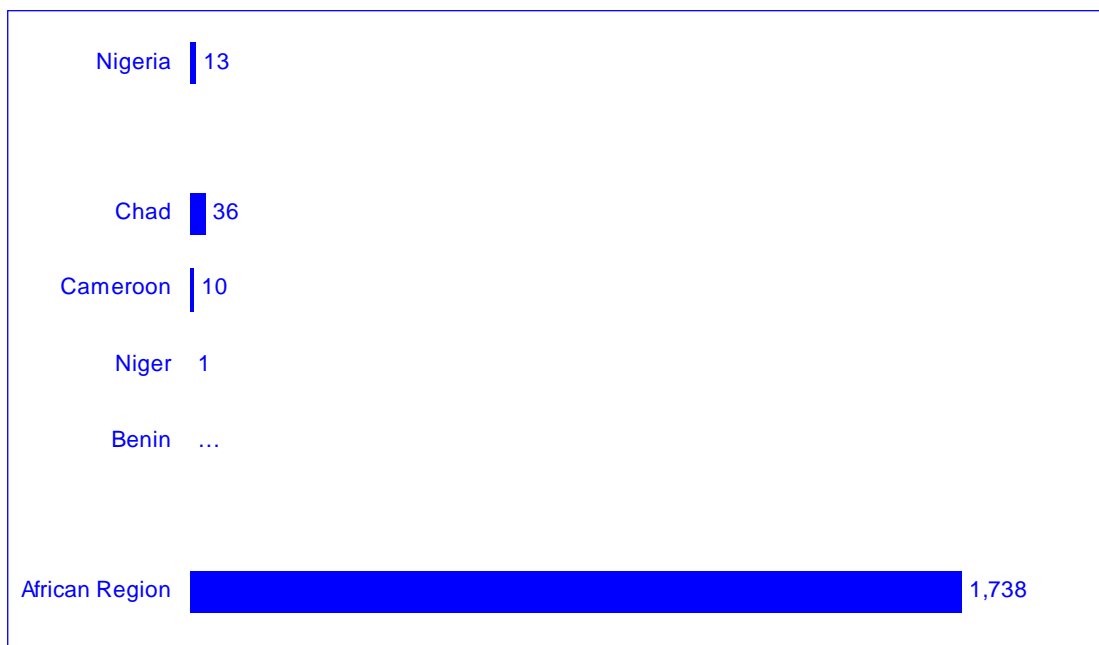 Nigeria 13
Chad 36
Cameroon 10
Niger 1
Benin …
African Region 1,738